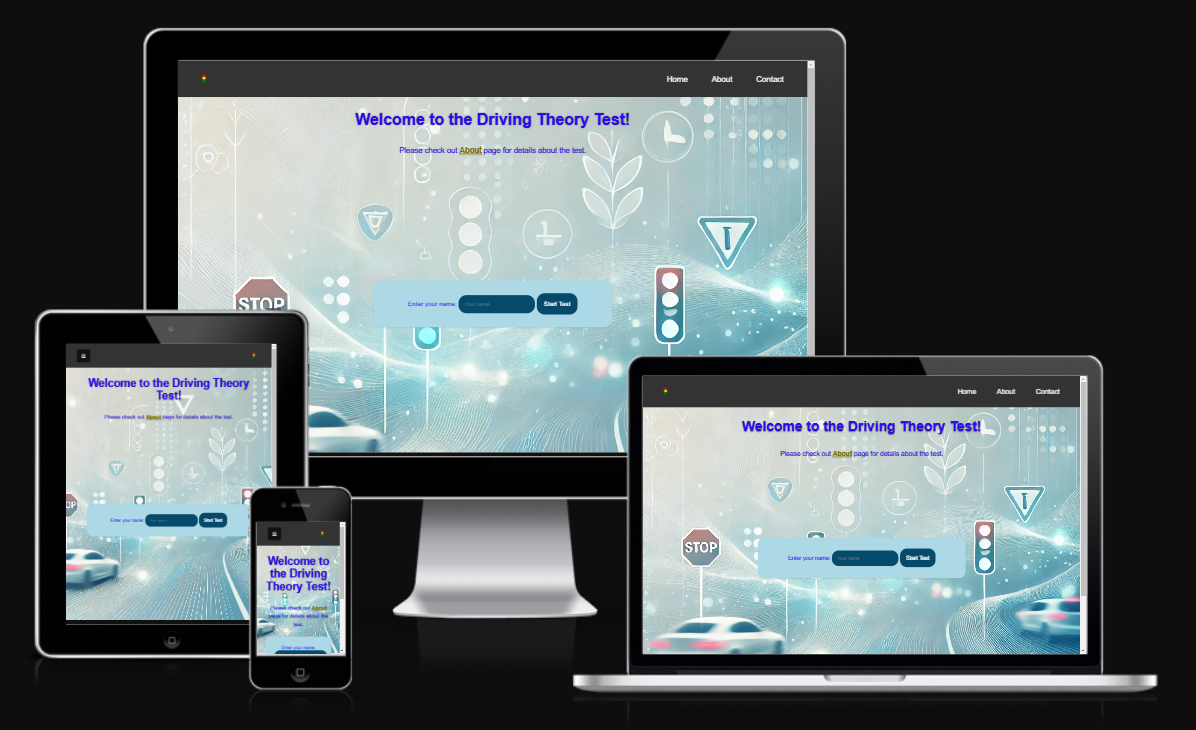 Home About Contact
Welcome to the Driving Theory Test!
Please check out About page for details about the test.
STOP
Enter your name: Your name Start Test
Welcome to the Driving Theory
Test!
Please check out About page for details about the test.
OP
Enter your name: Your name Start Test
Welcome to
the Driving
Theory Test!
Please check out About
page for details about the
test.
Enter your name:
Home About Contact
Welcome to the Driving Theory Test!
Please check out About page for details about the test.
STOP
Enter your name: Your name Start Test